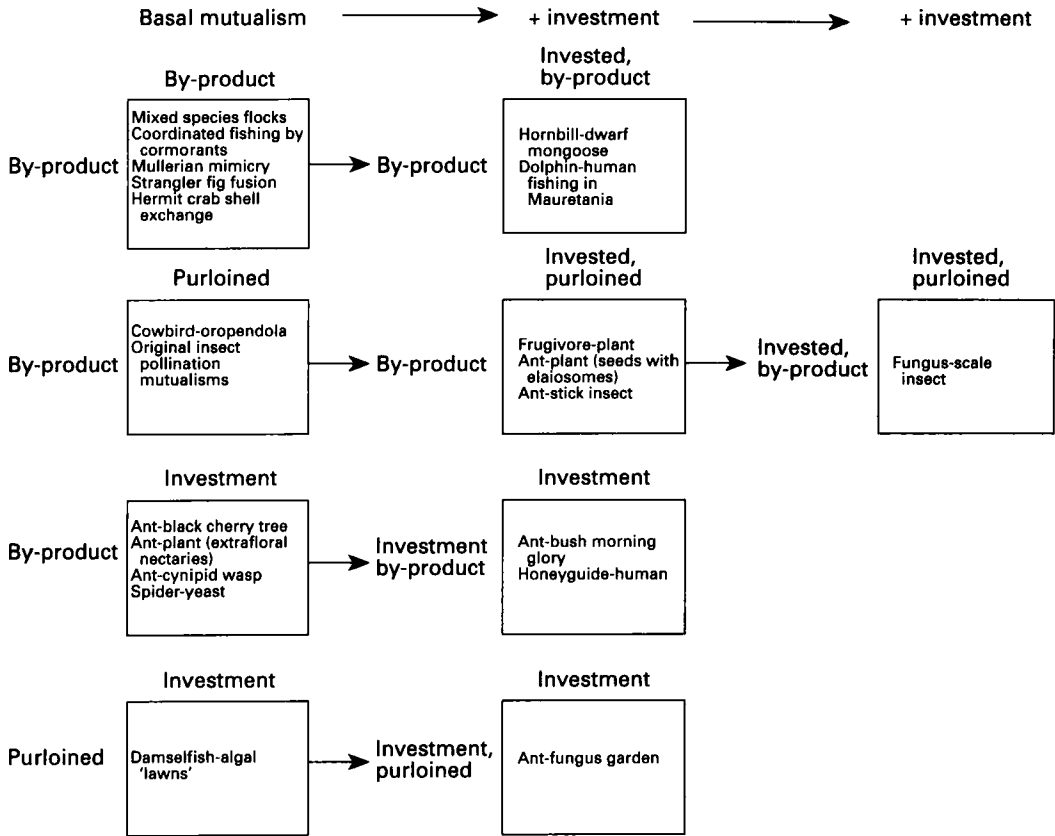 Basal mutualism
+ investment
+ investment
By-product
Invested,
by-product
By-product
Mixed species flocks
Coordinated fishing by
cormorants
Mullerian mimicry
Strangler fig fusion
Hermit crab shell
exchange
By-product
Hornbill-dwarf
mongoose
Dolphin-human
fishing in
Mauretania
Purloined
Invested,
purloined
Invested,
purloined
By-product
Cowbird-oropendola
Original insect
pollination
mutualisms
By-product
Frugivore-plant
Ant-plant (seeds with
elaiosomes)
Ant-stick insect
Invested,
by-product
Fungus-scale
insect
Investment
Investment
By-product
Ant-black cherry tree
Ant-plant (extrafloral
nectaries)
Ant-cynipid wasp
Spider-yeast
Investment
by-product
Ant-bush morning
glory
Honeyguide-human
Investment
Investment
Purloined
Damselfish-algal
'lawns'
Investment,
purloined
Ant-fungus garden